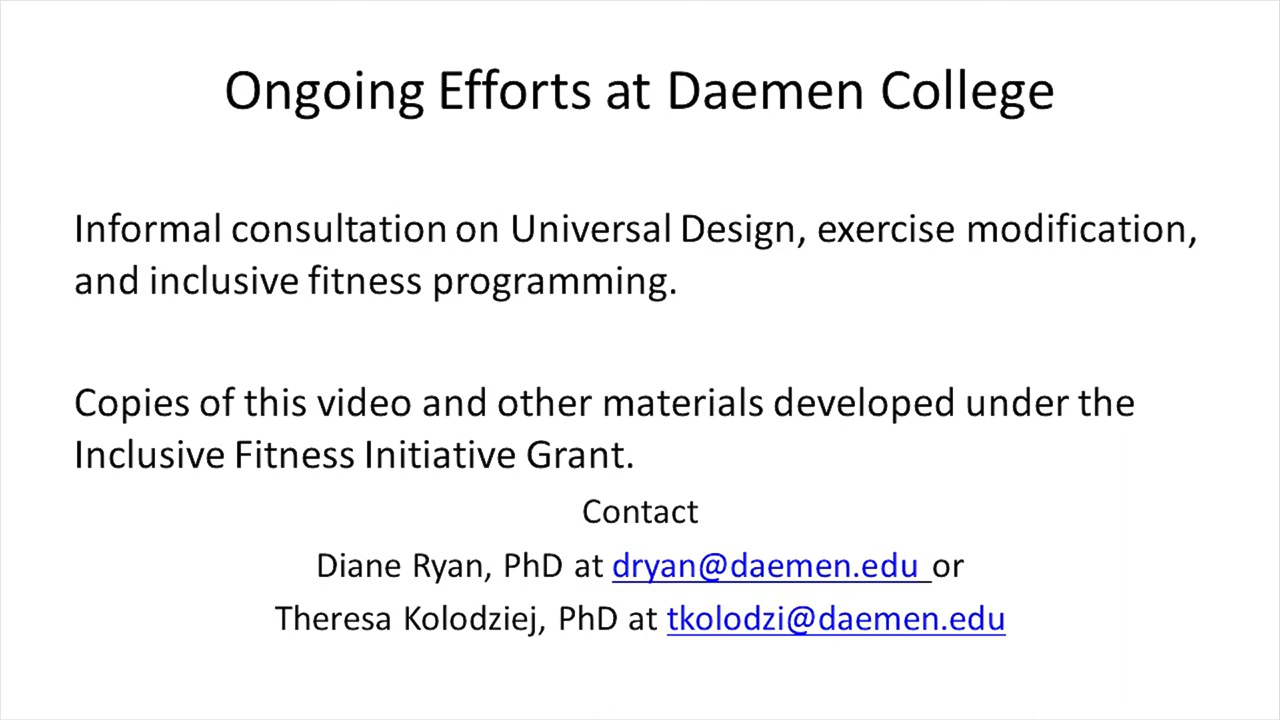 Ongoing Efforts at Daemen College
Informal consultation on Universal Design, exercise modification,
and inclusive fitness programming.
Copies of this video and other materials developed under the
Inclusive Fitness Initiative Grant.
Contact
Diane Ryan, PhD at dryan@daemen.edu or
Theresa Kolodziej, PhD at tkolodzi@daemen.edu